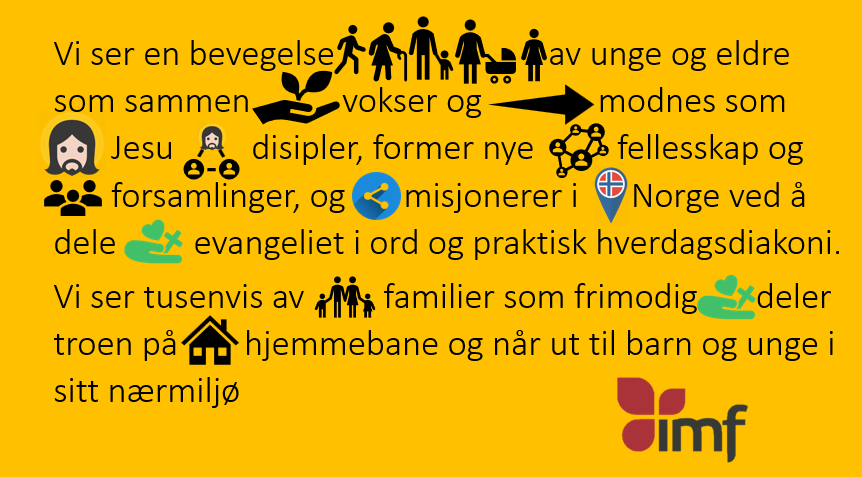 Vi ser en bevegelse av unge og eldre
som sammen vokser og modnes som
Jesu disipler, former nye fellesskap og
forsamlinger, og misjonerer i Norge ved å
dele evangeliet i ord og praktisk hverdagsdiakoni.
Vi ser tusenvis av familier som frimodig deler
troen på hjemmebane og når ut til barn og unge i
sitt nærmiljø
imf